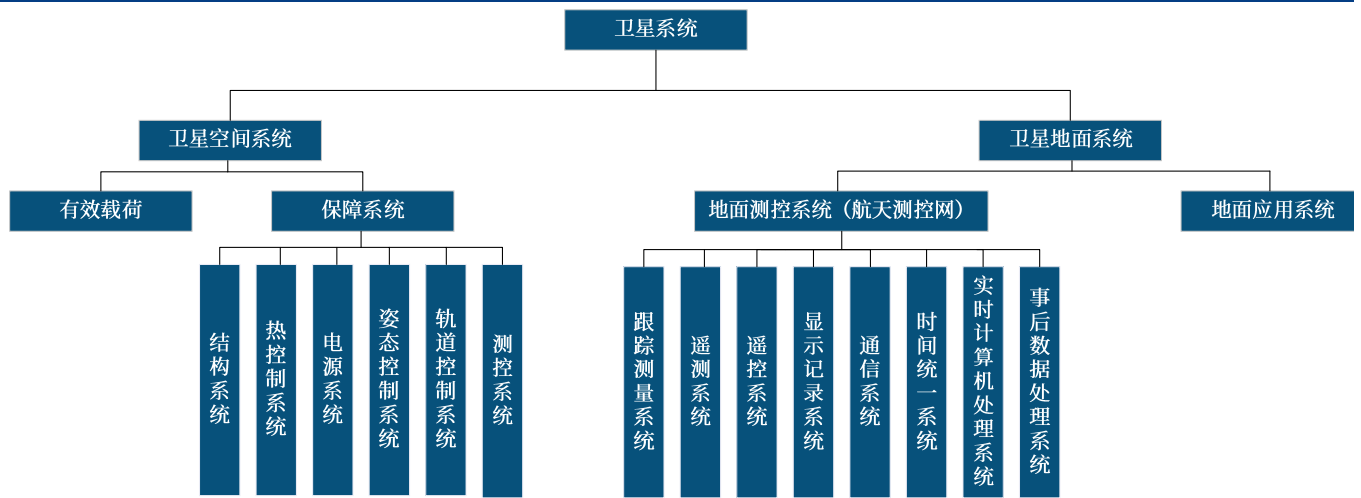 卫星系统
卫星空间系统
卫星地面系统
有效载荷
保障系统
地面测控系统（航天测控网）
地面应用系统
结构系统
热控制系统
电源系统
姿态控制系统
轨道控制系统
测控系统
跟踪测量系统
遥测系统
遥控系统
显示记录系统
通信系统
时间统一系统
实时计算机处理系统
事后数据处理系统